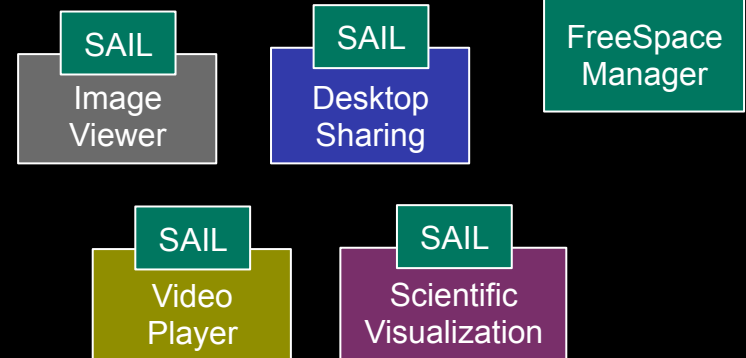 SAIL
Image
Viewer
SAIL
Desktop
Sharing
FreeSpace
Manager
SAIL
Video
Player
SAIL
Scientific
Visualization